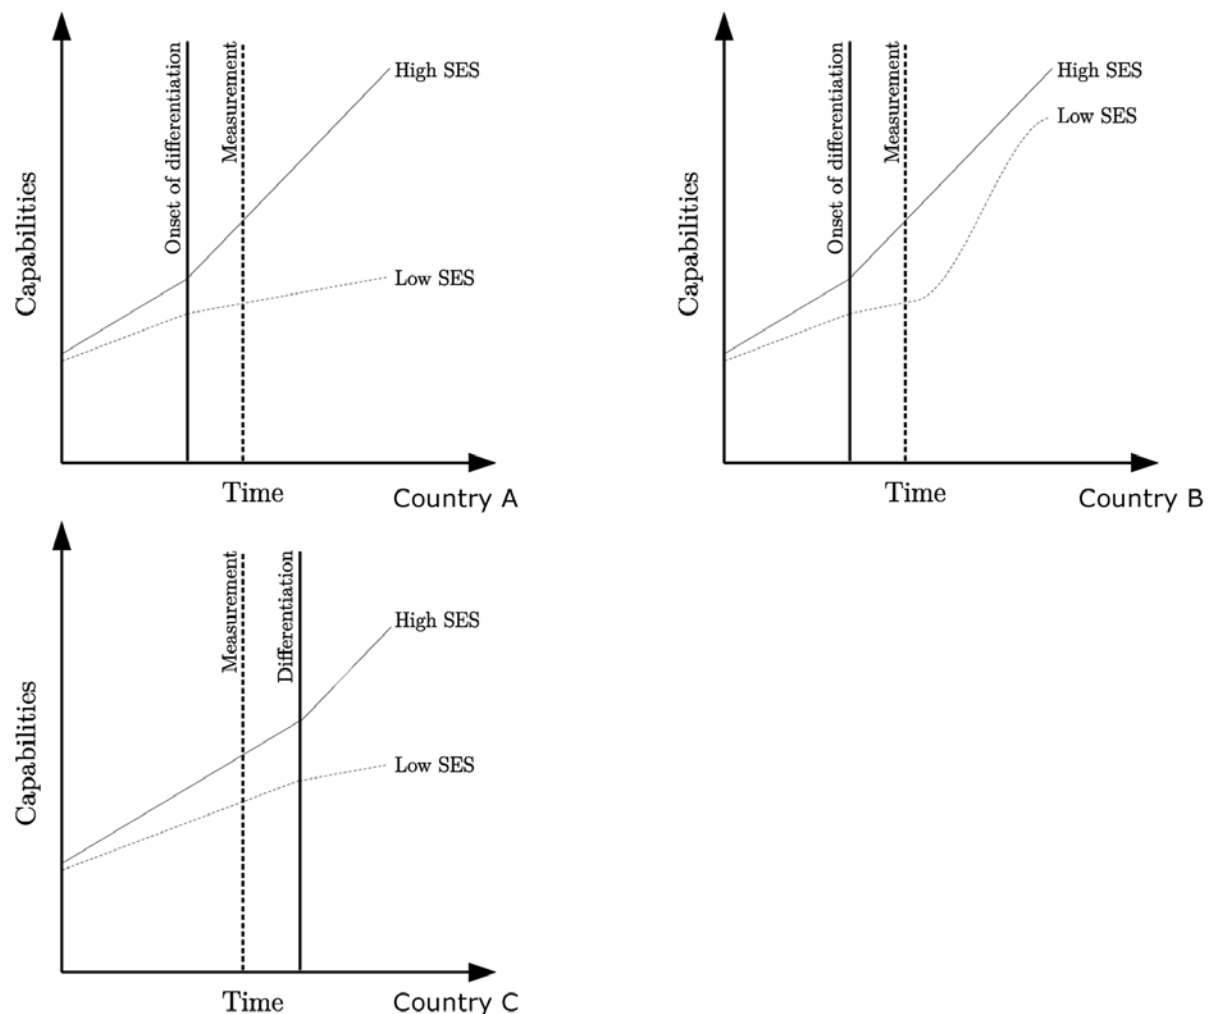 Onset of differentiation
Measurement
High SES
Low SES
Capabilities
Time
Country A
Onset of differentiation
Measurement
High SES
Low SES
Capabilities
Time
Country B
Measurement
Differentiation
High SES
Low SES
Capabilities
Time
Country C